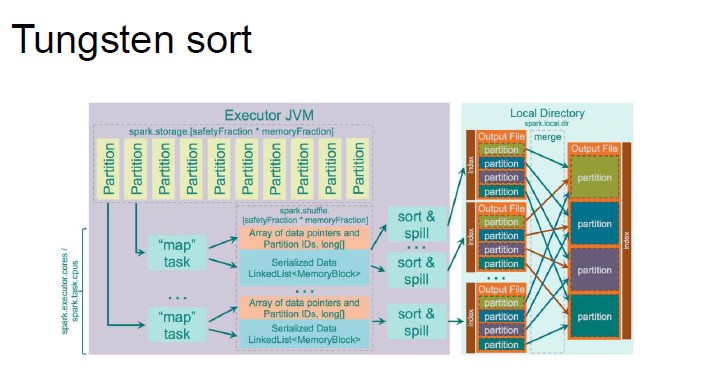 Tungsten sort
Executor JVM
spark.storage.[safetyFraction * memoryFraction]
Partition
Partition
Partition
Partition
Partition
Partition
Partition
Partition
Partition
Partition
spark.executor.cores /
spark.task.cpus
"map"
task
...
"map"
task
spark.shuffle.
[safetyFraction * memoryFraction]
Array of data pointers and
Partition IDs, long[]
Serialized Data
LinkedList<MemoryBlock>
...
Array of data pointers and
Partition IDs, long[]
Serialized Data
LinkedList<MemoryBlock>
sort &
spill
...
sort &
spill
sort &
spill
Local Directory
spark.local.dir
Output File
partition
partition
partition
partition
index
Output File
partition
partition
partition
partition
index
...
Output File
partition
partition
partition
partition
index
merge
Output File
partition
partition
partition
partition
index